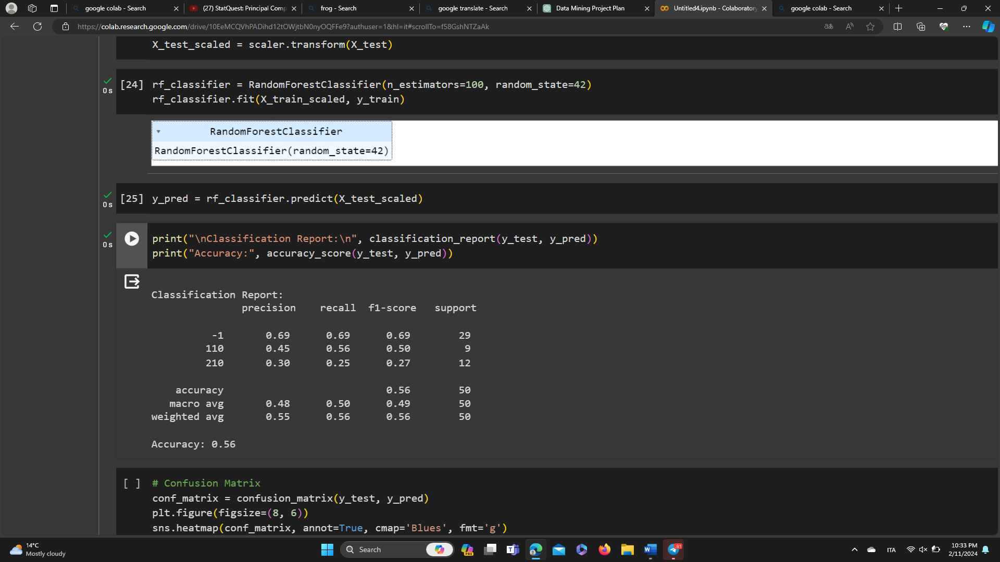 google colab - Search
(27) StatQuest: Principal Comp
frog - Search
google translate - Search
Data Mining Project Plan
Untitled4.ipynb - Colaboratory
google colab - Search
https://colab.research.google.com/drive/10EeMCQVhPADihd12tOWjtbN0nyOQFFe9?authuser=1&hl=it#scrollTo=f58GshNTZaAk
X_test_scaled = scaler.transform(X_test)
0 s
[24] rf_classifier = RandomForestClassifier(n_estimators=100, random_state=42)
rf_classifier.fit(X_train_scaled, y_train)
RandomForestClassifier
RandomForestClassifier(random_state=42)
0 s
[25] y_pred = rf_classifier.predict(X_test_scaled)
0 s
print("\nClassification Report:\n", classification_report(y_test, y_pred))
print("Accuracy:", accuracy_score(y_test, y_pred))
Classification Report:
precision recall f1-score support
-1 0.69 0.69 0.69 29
110 0.45 0.56 0.50 9
210 0.30 0.25 0.27 12
accuracy 0.56 50
macro avg 0.48 0.50 0.49 50
weighted avg 0.55 0.56 0.56 50
Accuracy: 0.56
[ ] # Confusion Matrix
conf_matrix = confusion_matrix(y_test, y_pred)
plt.figure(figsize=(8, 6))
sns.heatmap(conf_matrix, annot=True, cmap='Blues', fmt='g')
14°C
Mostly cloudy
Search
PRE
91
ITA
10:33 PM
2/11/2024